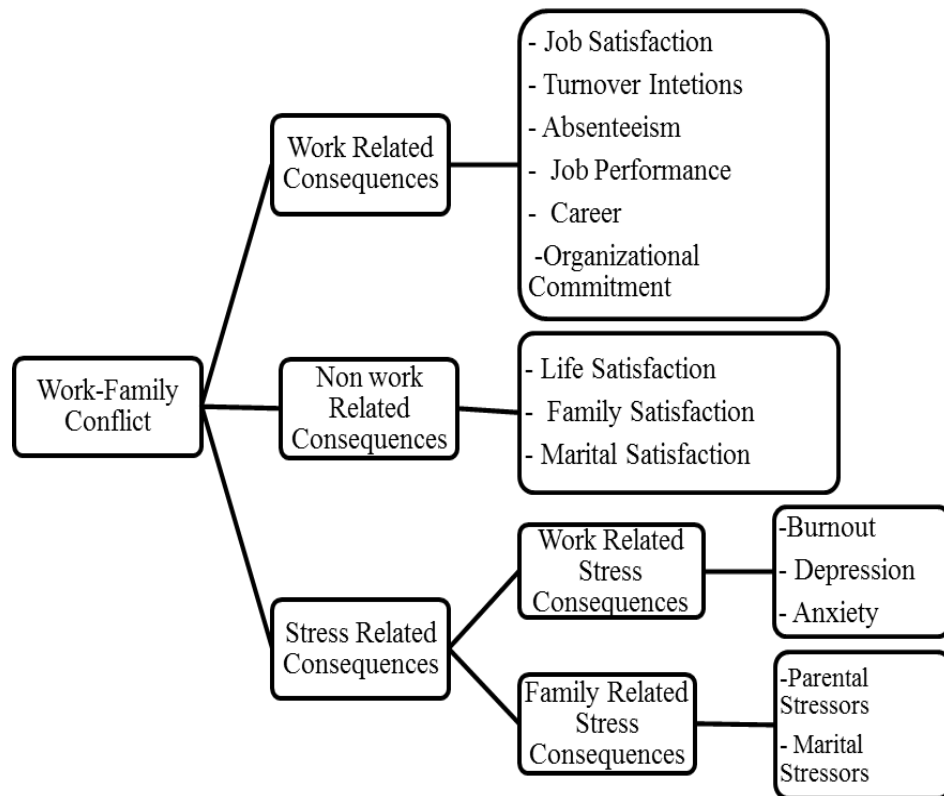 Work-Family
Conflict
Work Related
Consequences
- Job Satisfaction
- Turnover Intetions
- Absenteeism
- Job Performance
- Career
-Organizational
Commitment
Non work
Related
Consequences
- Life Satisfaction
- Family Satisfaction
- Marital Satisfaction
Stress Related
Consequences
Work Related
Stress
Consequences
-Burnout
- Depression
- Anxiety
Family Related
Stress
Consequences
-Parental
Stressors
- Marital
Stressors